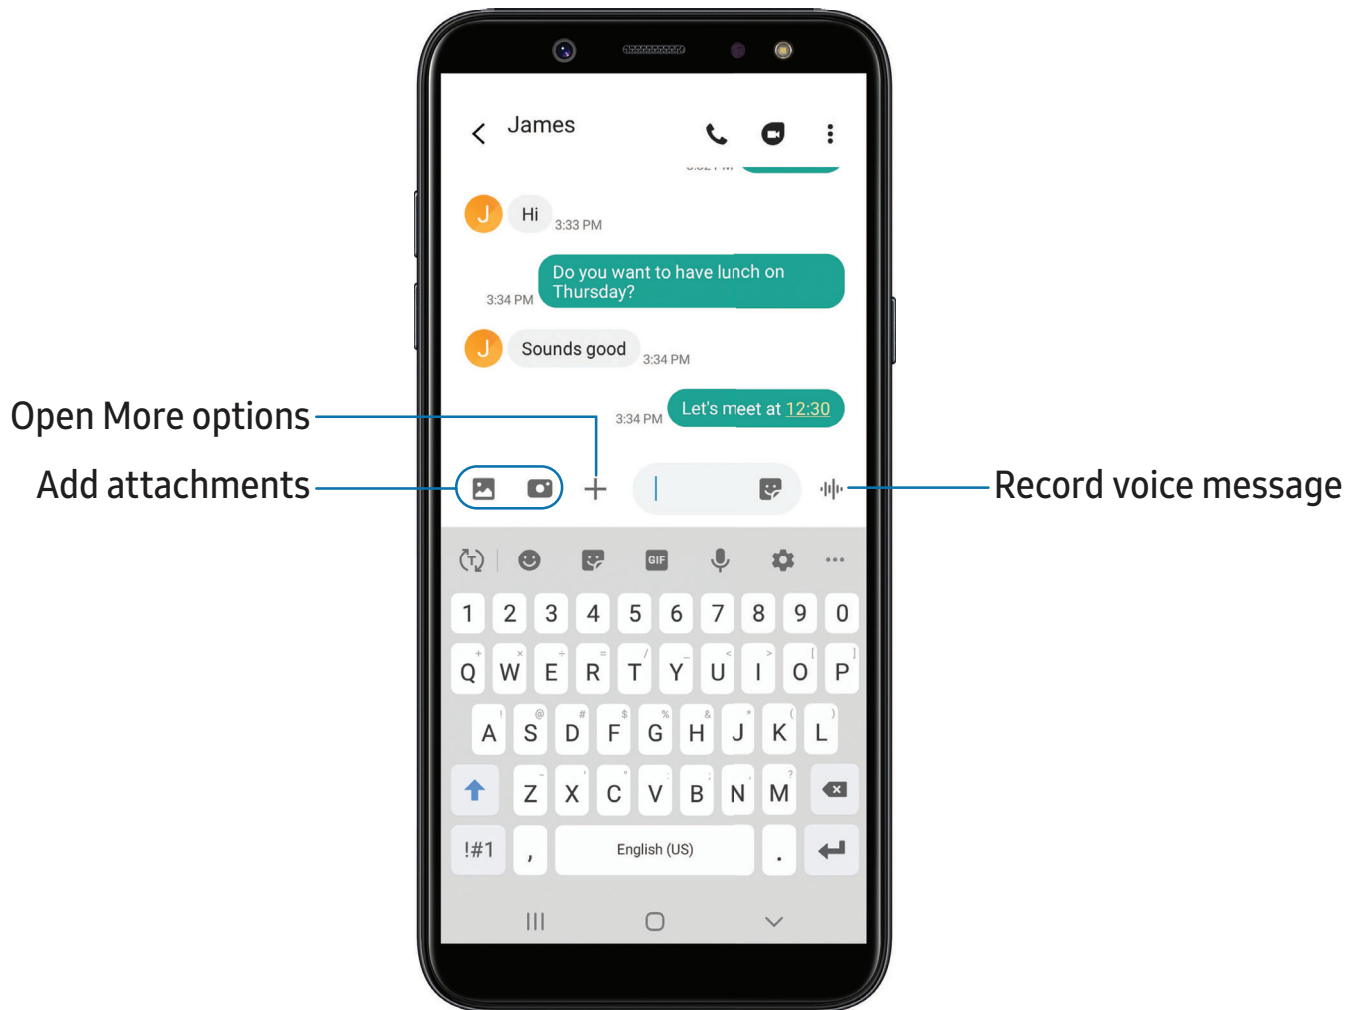 James
J
Hi
3:33 PM
Do you want to have lunch on
Thursday?
3:34 PM
J
Sounds good
3:34 PM
Let's meet at 12:30
3:34 PM
Open More options
Add attachments
Record voice message
T
GIF
1 2 3 4 5 6 7 8 9 0
+ × ÷ = / _ < > [ ]
Q W E R T Y U I O P
! @ # $ % & * ( )
A S D F G H J K L
- ' " : ; , ?
Z X C V B N M
!#1 , English (US) .